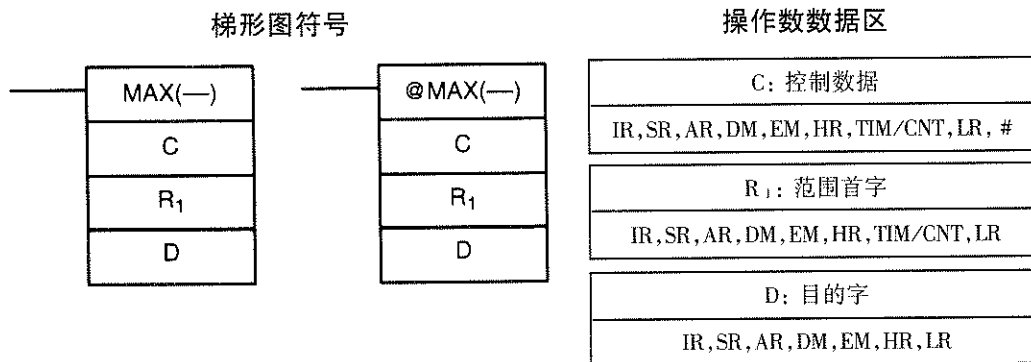 梯形图符号
MAX(—)
C
R₁
D
@MAX(—)
C
R₁
D
操作数数据区
C: 控制数据
IR,SR,AR,DM,EM,HR,TIM/CNT,LR, #
R₁: 范围首字
IR,SR,AR,DM,EM,HR,TIM/CNT,LR
D: 目的字
IR,SR,AR,DM,EM,HR,LR